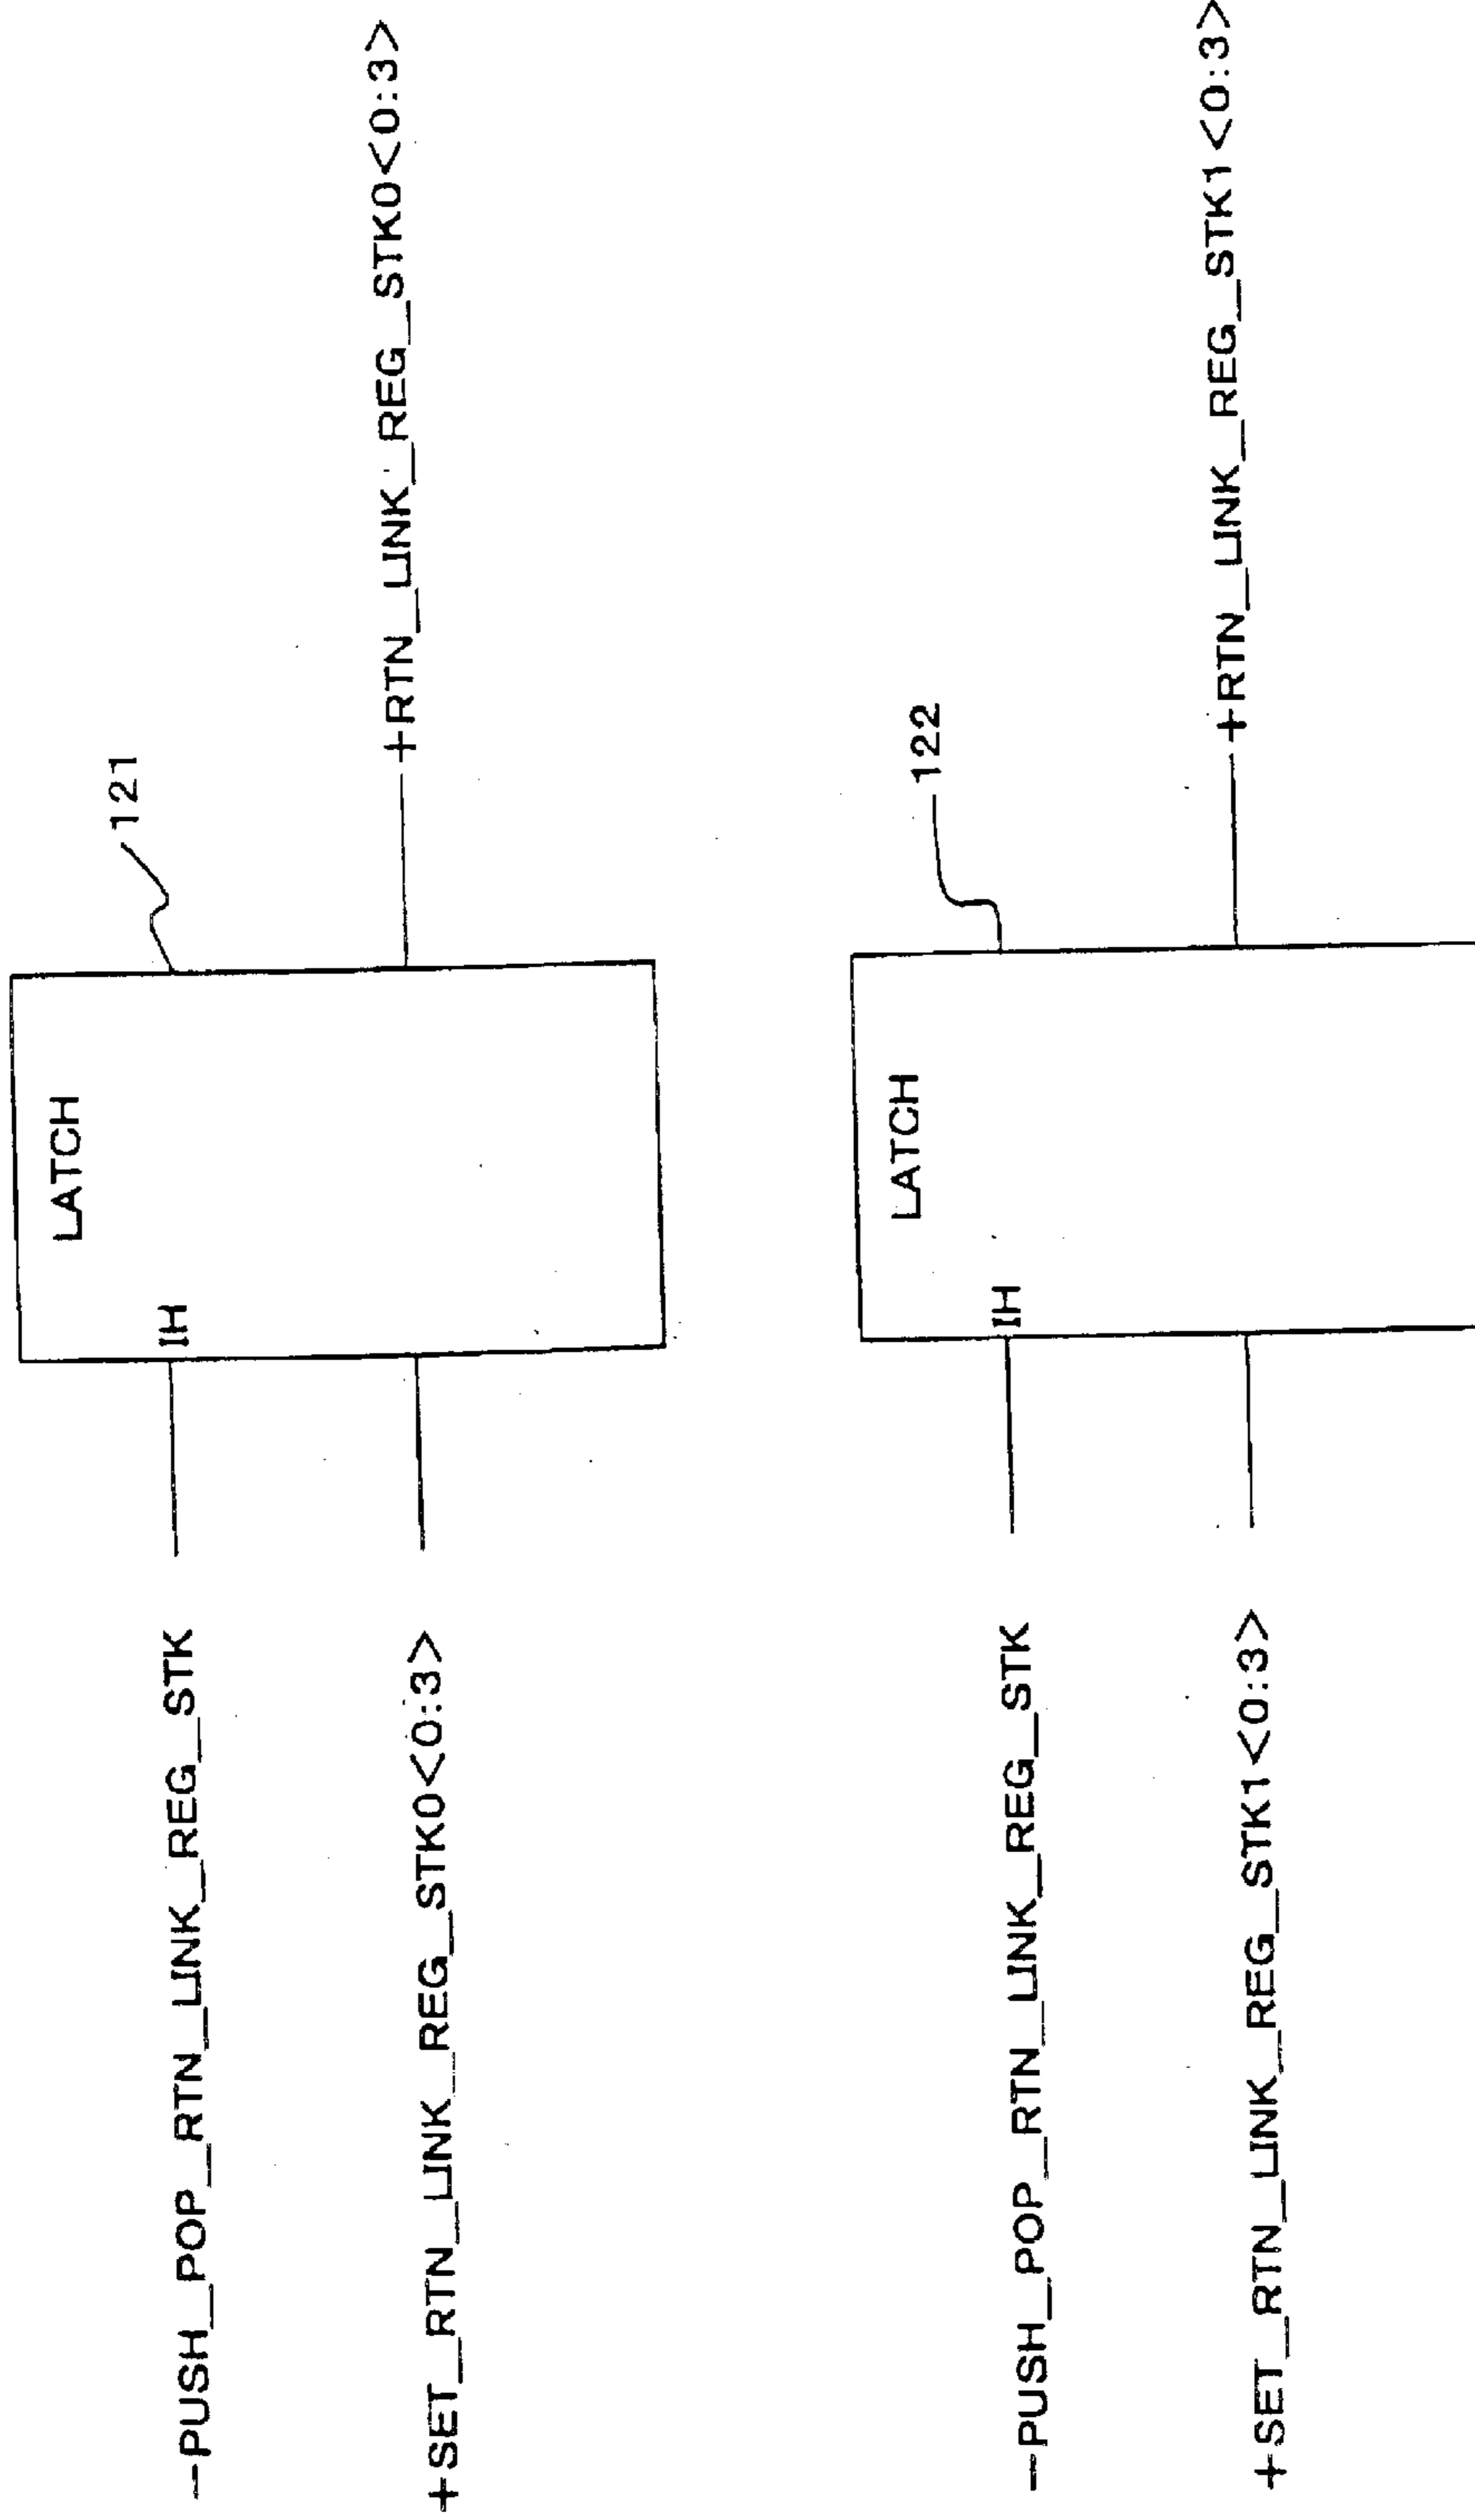 121
LATCH
-PUSH_POP_RTN_LINK_REG_STK
IH
+SET_RTN_LINK_REG_STK0<0:3>
+RTN_LINK_REG_STK0<0:3>
122
LATCH
-PUSH_POP_RTN_LINK_REG_STK
IH
+SET_RTN_LINK_REG_STK1<0:3>
+RTN_LINK_REG_STK1<0:3>